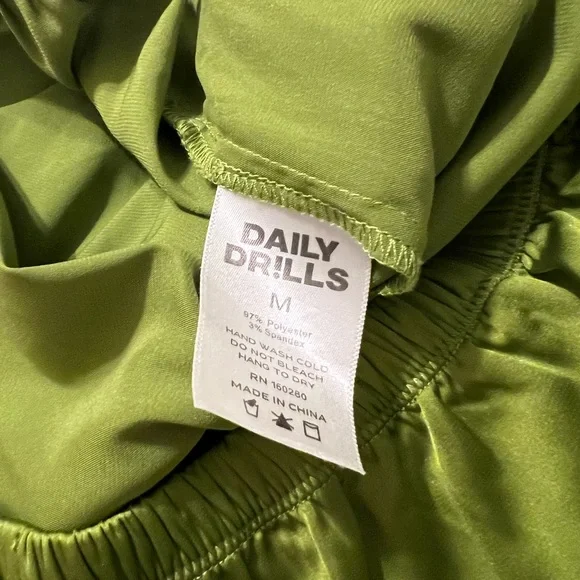 DAILY
DR!LLS
M
97% Polyester
3% Spandex
HAND WASH COLD
DO NOT BLEACH
HANG TO DRY
RN 160280
MADE IN CHINA